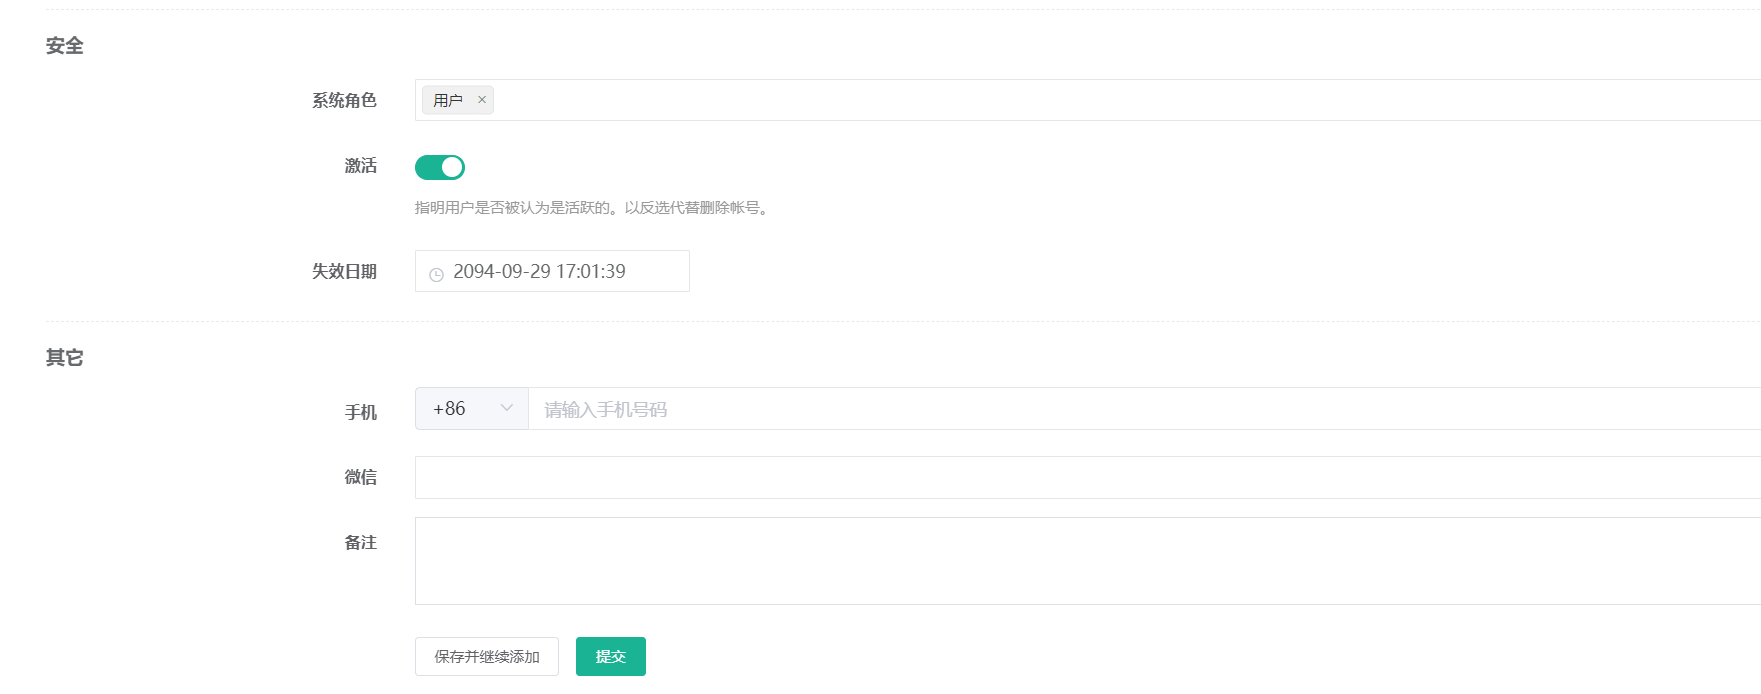 安全
系统角色
用户 ×
激活
指明用户是否被认为是活跃的。以反选代替删除帐号。
失效日期
2094-09-29 17:01:39
其它
手机
+86 请输入手机号码
微信
备注
保存并继续添加 提交